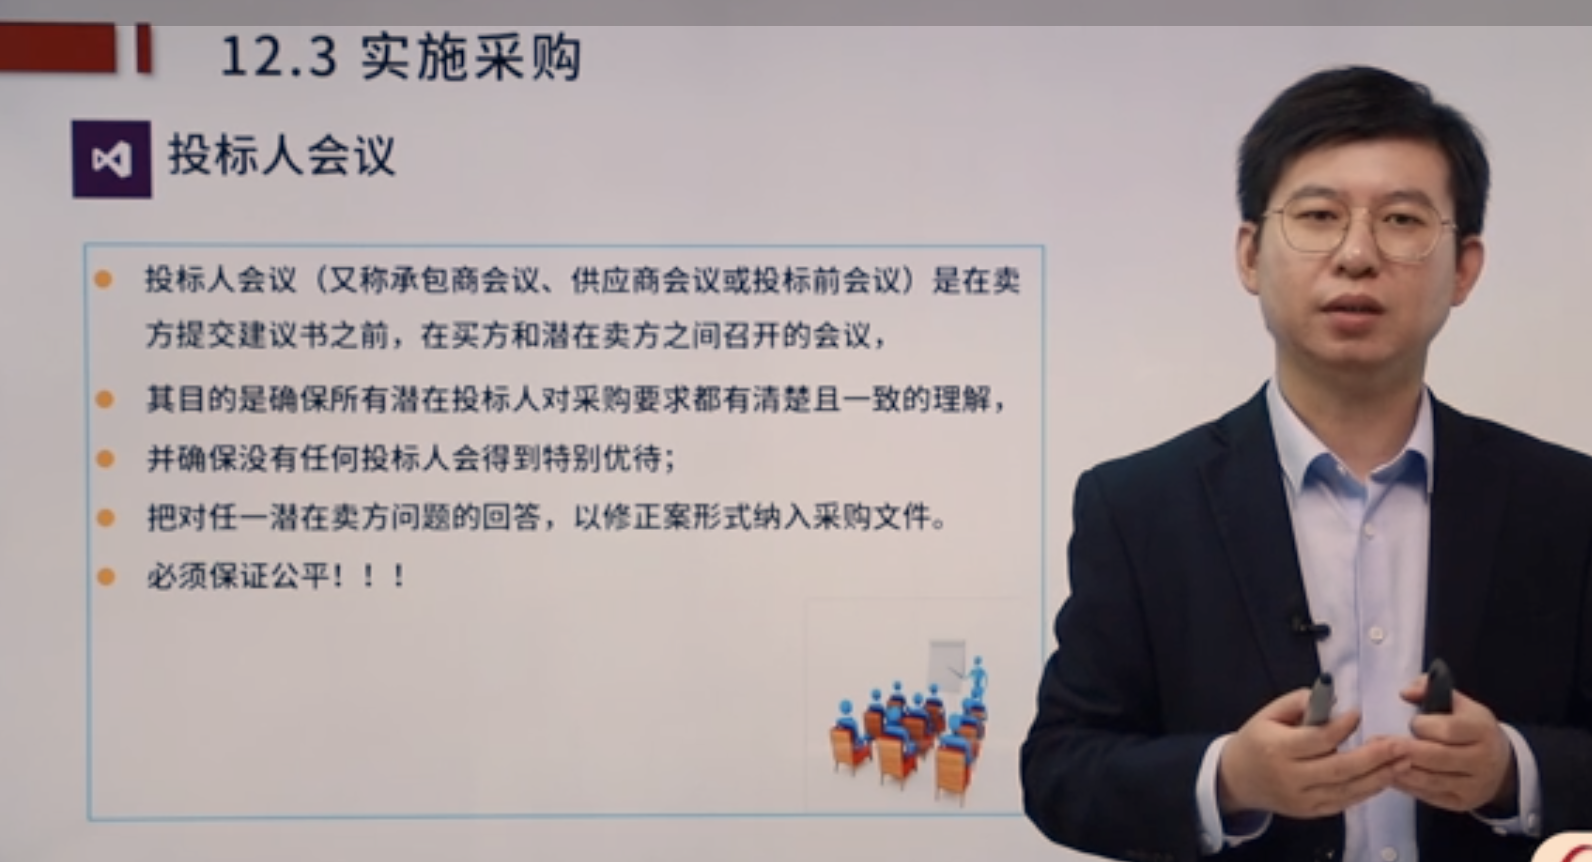 12.3 实施采购
投标人会议
投标人会议（又称承包商会议、供应商会议或投标前会议）是在卖
方提交建议书之前，在买方和潜在卖方之间召开的会议，
其目的是确保所有潜在投标人对采购要求都有清楚且一致的理解，
并确保没有任何投标人会得到特别优待；
把对任一潜在卖方问题的回答，以修正案形式纳入采购文件。
必须保证公平！！！